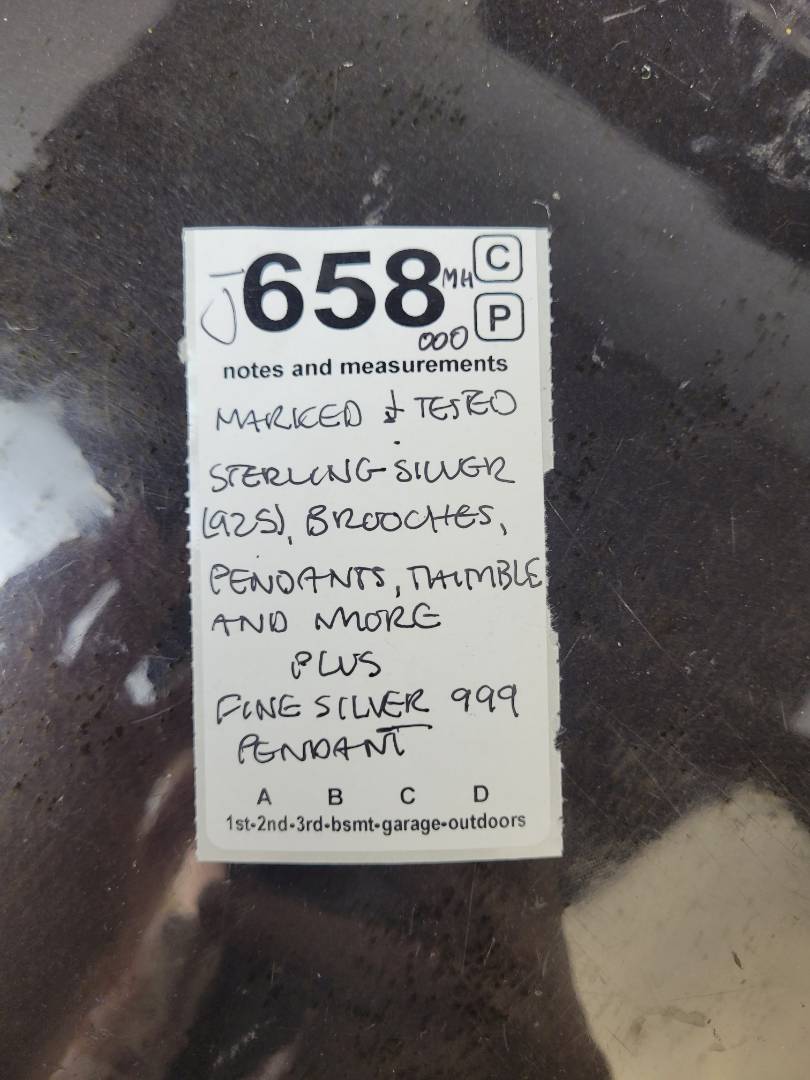 J658 MH C
000 P
notes and measurements
MARKED & TESTED
STERLING SILVER
(925), BROOCHES,
PENDANTS, THIMBLE
AND MORE
PLUS
FINE SILVER 999
PENDANT
A B C D
1st-2nd-3rd-bsmt-garage-outdoors